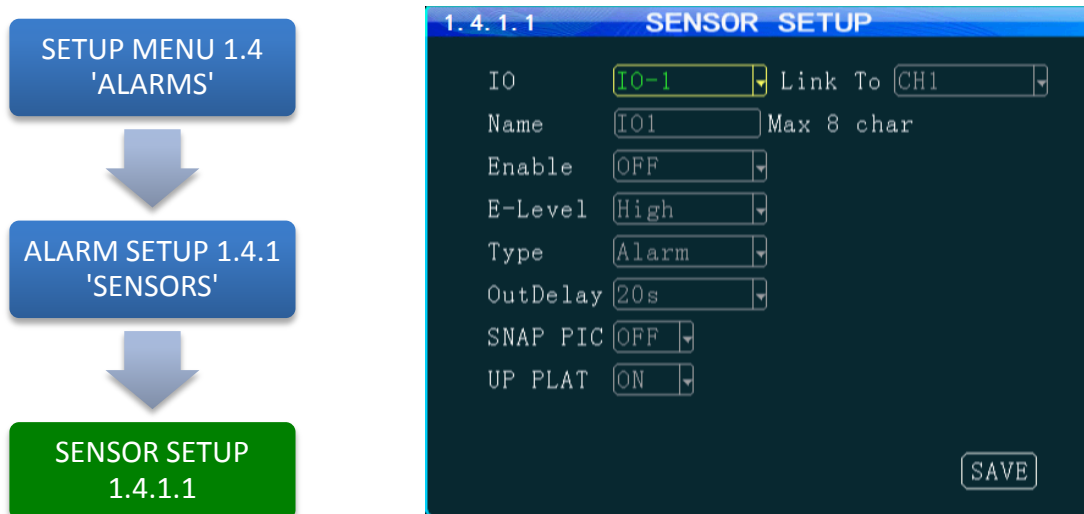 SETUP MENU 1.4
'ALARMS'
ALARM SETUP 1.4.1
'SENSORS'
SENSOR SETUP
1.4.1.1
1.4.1.1 SENSOR SETUP
IO IO-1 Link To CH1
Name IO1 Max 8 char
Enable OFF
E-Level High
Type Alarm
OutDelay 20s
SNAP PIC OFF
UP PLAT ON
SAVE